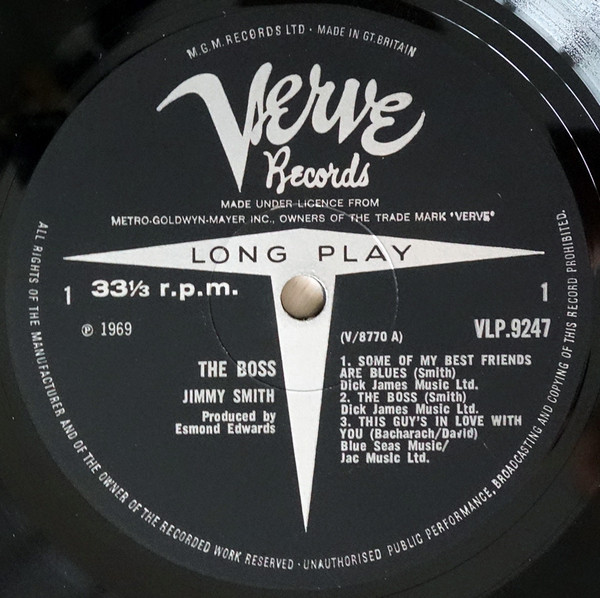 M.G.M. RECORDS LTD · MADE IN GT. BRITAIN
Verve
Records
MADE UNDER LICENCE FROM
METRO-GOLDWYN-MAYER INC., OWNERS OF THE TRADE MARK "VERVE"
LONG PLAY
1 33⅓ r.p.m.
1
℗ 1969
(V/8770 A)
VLP.9247
THE BOSS
JIMMY SMITH
Produced by
Esmond Edwards
1. SOME OF MY BEST FRIENDS
ARE BLUES (Smith)
Dick James Music Ltd.
2. THE BOSS (Smith)
Dick James Music Ltd.
3. THIS GUY'S IN LOVE WITH
YOU (Bacharach/David)
Blue Seas Music/
Jac Music Ltd.
ALL RIGHTS OF THE MANUFACTURER AND OF THE OWNER OF THE RECORDED WORK RESERVED · UNAUTHORISED PUBLIC PERFORMANCE, BROADCASTING AND COPYING OF THIS RECORD PROHIBITED.